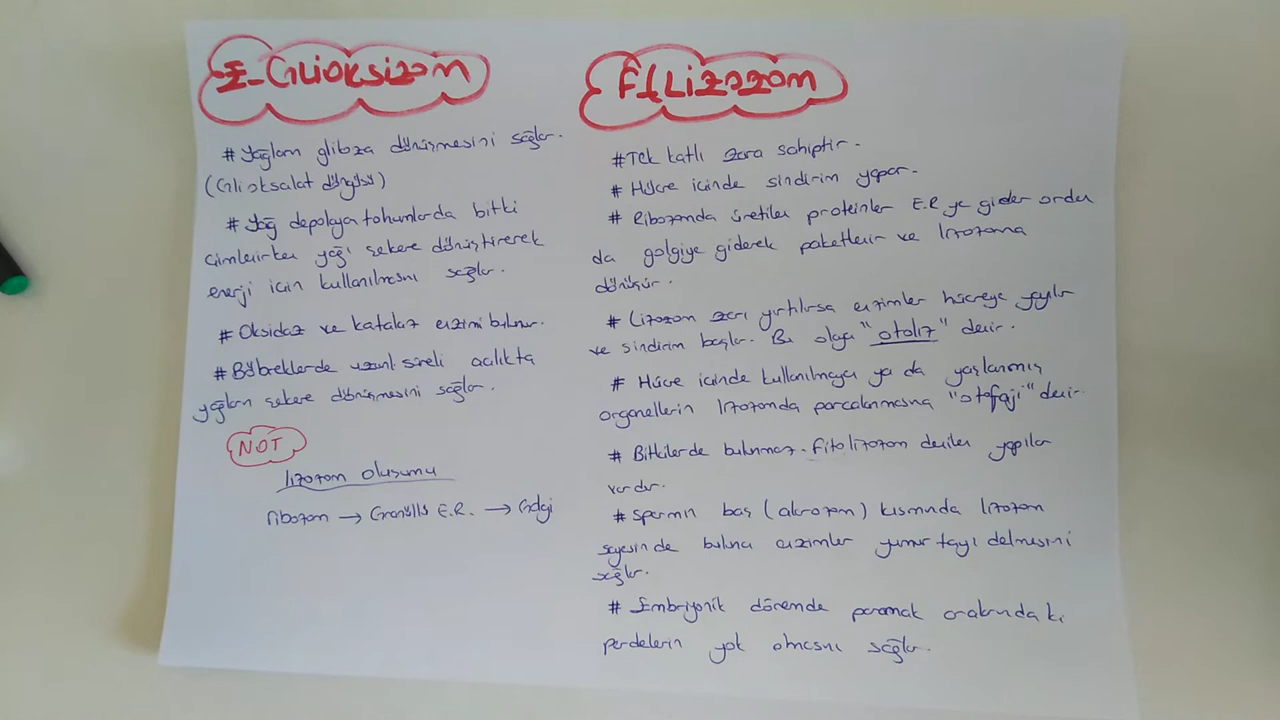 E-Glioksizom
# Yağların glikoza dönüşmesini sağlar.
(Glioksalat döngüsü)
# Yağ depolayan tohumlarda bitki
çimlenirken yağı şekere dönüştirerek
enerji için kullanılmasını sağlar.
# Oksidaz ve katalaz enzimi bulunur.
# Böbreklerde uzun süreli açlıkta
yağların şekere dönüşmesini sağlar.
NOT
lizozom oluşumu
Ribozom → Granüllü E.R. → Golgi
Lizozom
# Tek katlı zara sahiptir.
# Hücre içinde sindirim yapar.
# Ribozomda üretilen proteinler E.R ye gider ordan
da golgiye giderek paketlenir ve lizozoma
dönüşür.
# Lizozom zarı yırtılırsa enzimler hücreye yayılır
ve sindirim başlar. Bu olaya "otoliz" denir.
# Hücre içinde kullanılmayan ya da yaşlanmış
organellerin lizozomda parçalanmasına "otofaji" denir.
# Bitkilerde bulunmaz. Fitolizozom denilen yapılar
vardır.
# Spermin baş (akrozom) kısmında lizozom
sayesinde bulunan enzimler yumurtayı delmesini
sağlar.
# Embriyonik dönemde parmak aralarındaki
perdelerin yok olmasını sağlar.